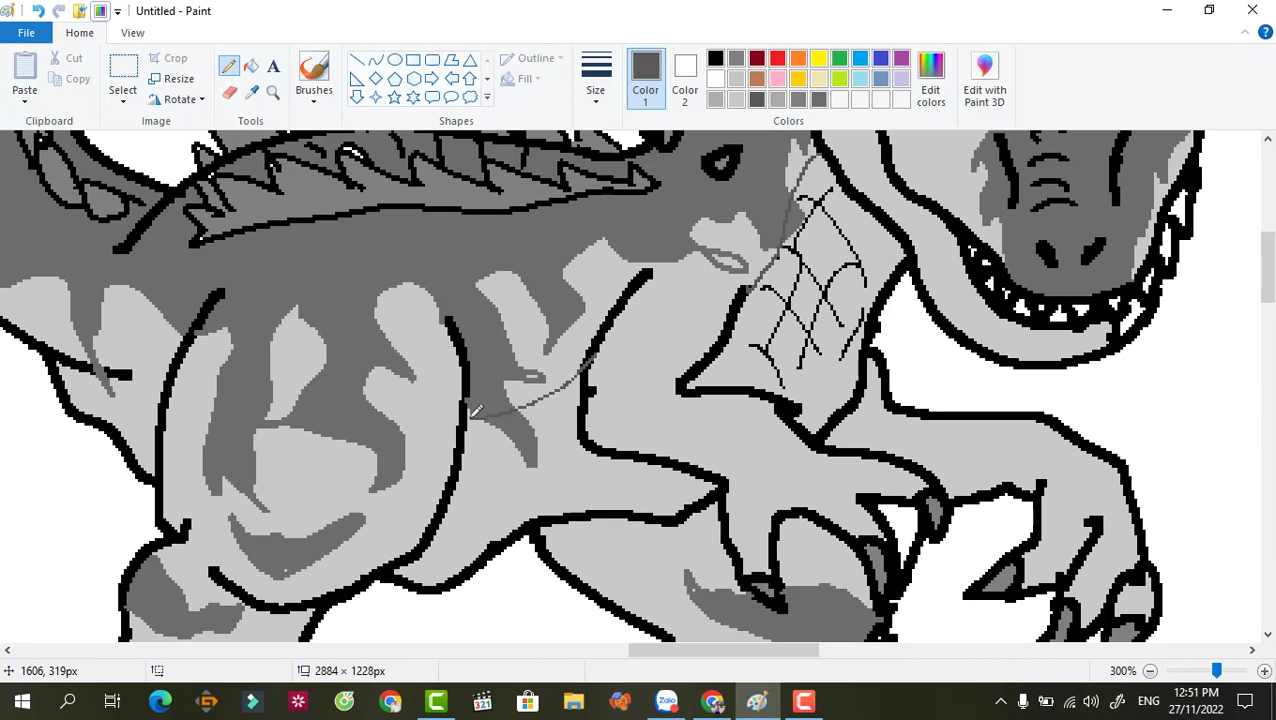 Untitled - Paint
File
Home
View
Paste
Cut
Copy
Clipboard
Select
Crop
Resize
Rotate
Image
A
Tools
Brushes
Outline
Fill
Shapes
Size
Color 1
Color 2
Edit colors
Edit with Paint 3D
Colors
1606, 319px
2884 × 1228px
300%
321
Zalo
ENG
12:51 PM
27/11/2022